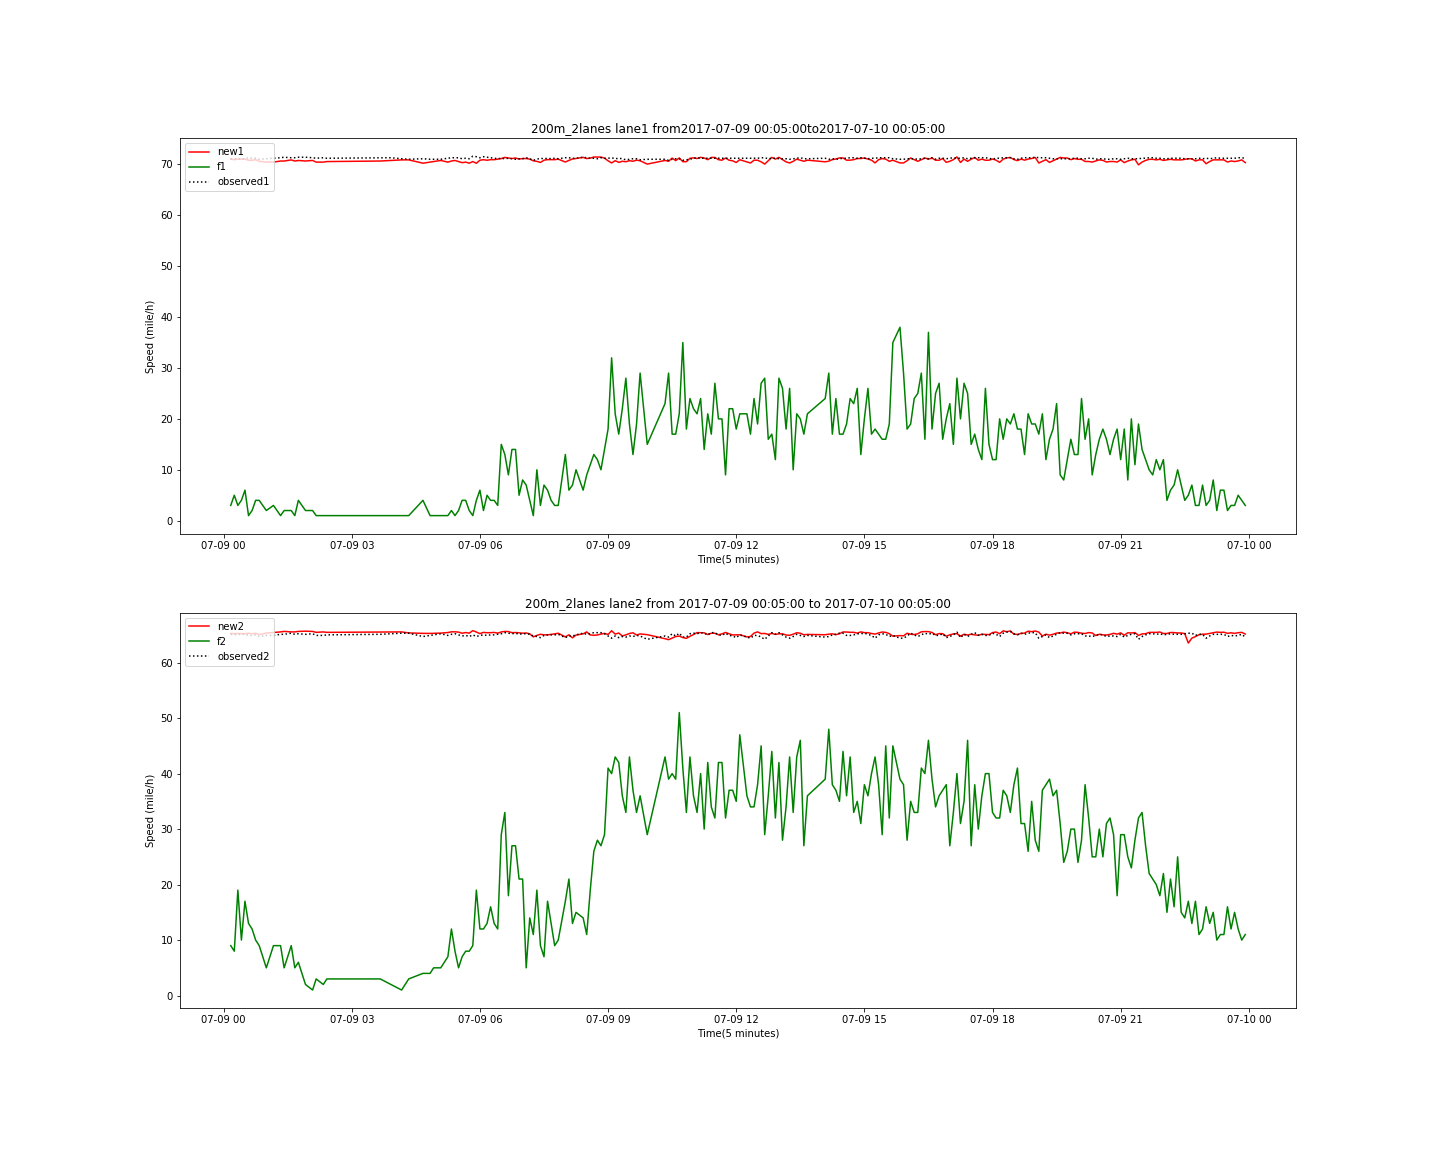 200m_2lanes lane1 from2017-07-09 00:05:00to2017-07-10 00:05:00
new1
f1
observed1
70
60
50
40
30
20
10
0
Speed (mile/h)
07-09 00 07-09 03 07-09 06 07-09 09 07-09 12 07-09 15 07-09 18 07-09 21 07-10 00
Time(5 minutes)
200m_2lanes lane2 from 2017-07-09 00:05:00 to 2017-07-10 00:05:00
new2
f2
observed2
60
50
40
30
20
10
0
Speed (mile/h)
07-09 00 07-09 03 07-09 06 07-09 09 07-09 12 07-09 15 07-09 18 07-09 21 07-10 00
Time(5 minutes)